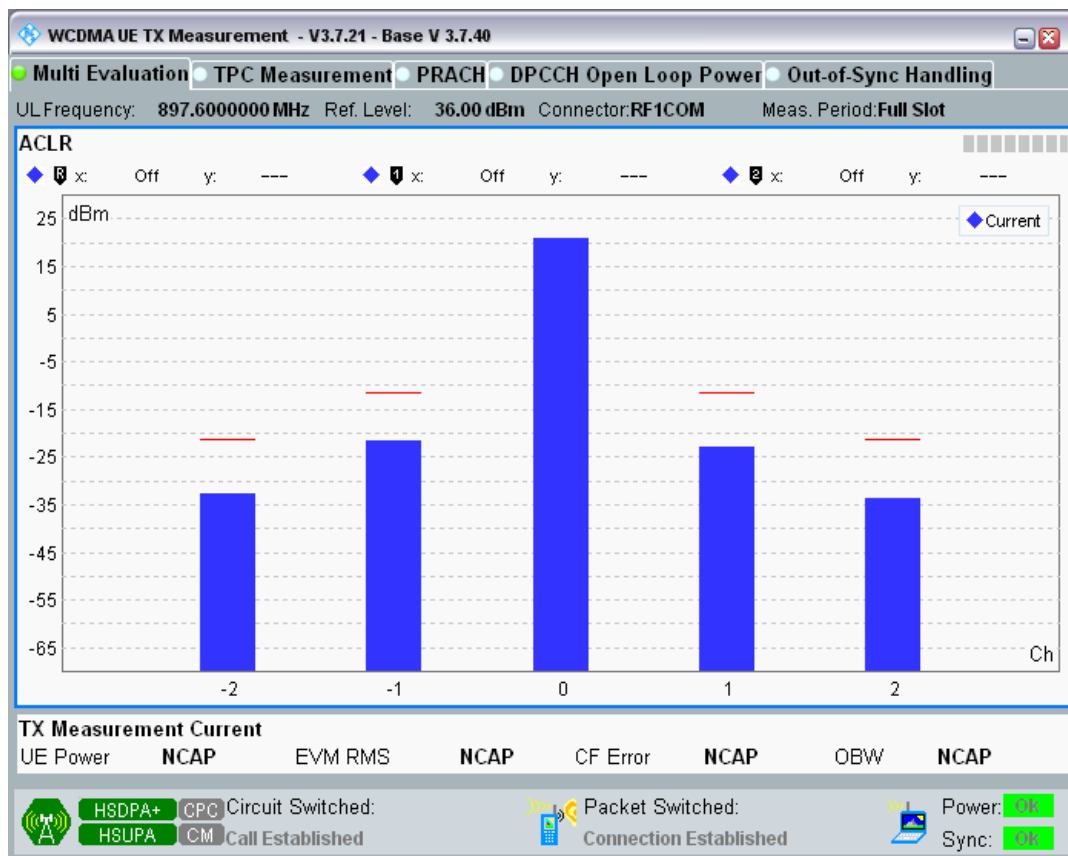 WCDMA UE TX Measurement - V3.7.21 - Base V 3.7.40
Multi Evaluation TPC Measurement PRACH DPCCH Open Loop Power Out-of-Sync Handling
UL Frequency: 897.6000000 MHz Ref. Level: 36.00 dBm Connector:RF1COM Meas. Period:Full Slot
ACLR
R x: Off y: --- 1 x: Off y: --- 2 x: Off y: ---
dBm
Current
25
15
5
-5
-15
-25
-35
-45
-55
-65
Ch
-2 -1 0 1 2
TX Measurement Current
UE Power NCAP EVM RMS NCAP CF Error NCAP OBW NCAP
HSDPA+ CPC Circuit Switched: Packet Switched: Power: OK
HSUPA CM Call Established Connection Established Sync: OK